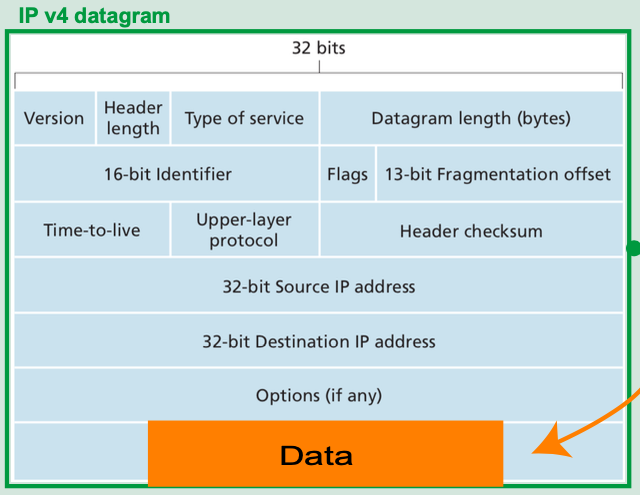 IP v4 datagram
32 bits
Version
Header
length
Type of service
Datagram length (bytes)
16-bit Identifier
Flags
13-bit Fragmentation offset
Time-to-live
Upper-layer
protocol
Header checksum
32-bit Source IP address
32-bit Destination IP address
Options (if any)
Data